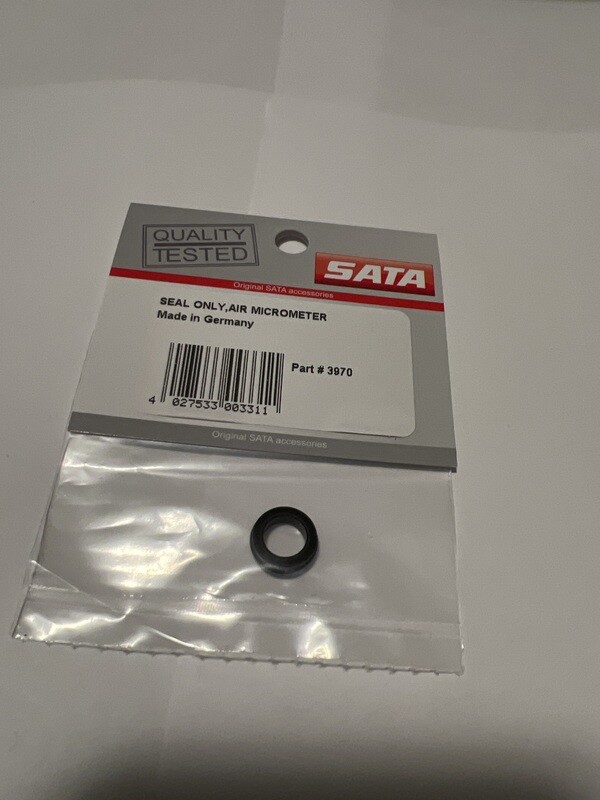 QUALITY
TESTED
SATA
Original SATA accessories
SEAL ONLY,AIR MICROMETER
Made in Germany
Part # 3970
4 027533 003311
Original SATA accessories